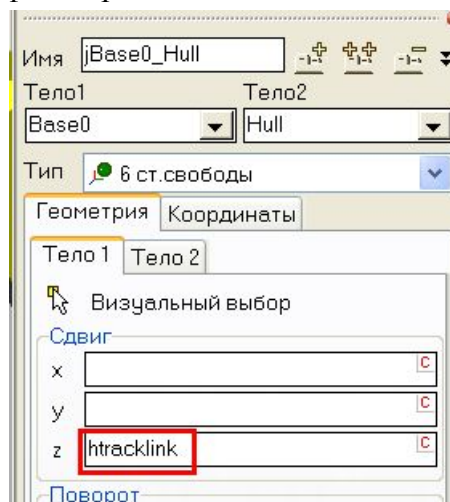 Имя jBase0_Hull
Тело1 Тело2
Base0 Hull
Тип 6 ст.свободы
Геометрия Координаты
Тело 1 Тело 2
Визуальный выбор
Сдвиг
x C
y C
z htracklink C
Поворот